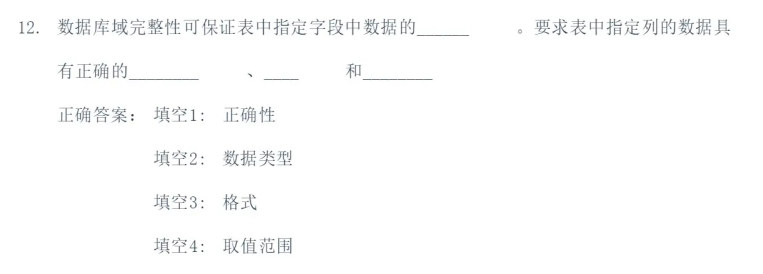 12. 数据库域完整性可保证表中指定字段中数据的______ 。要求表中指定列的数据具
有正确的________ 、____ 和________
正确答案： 填空1: 正确性
填空2: 数据类型
填空3: 格式
填空4: 取值范围